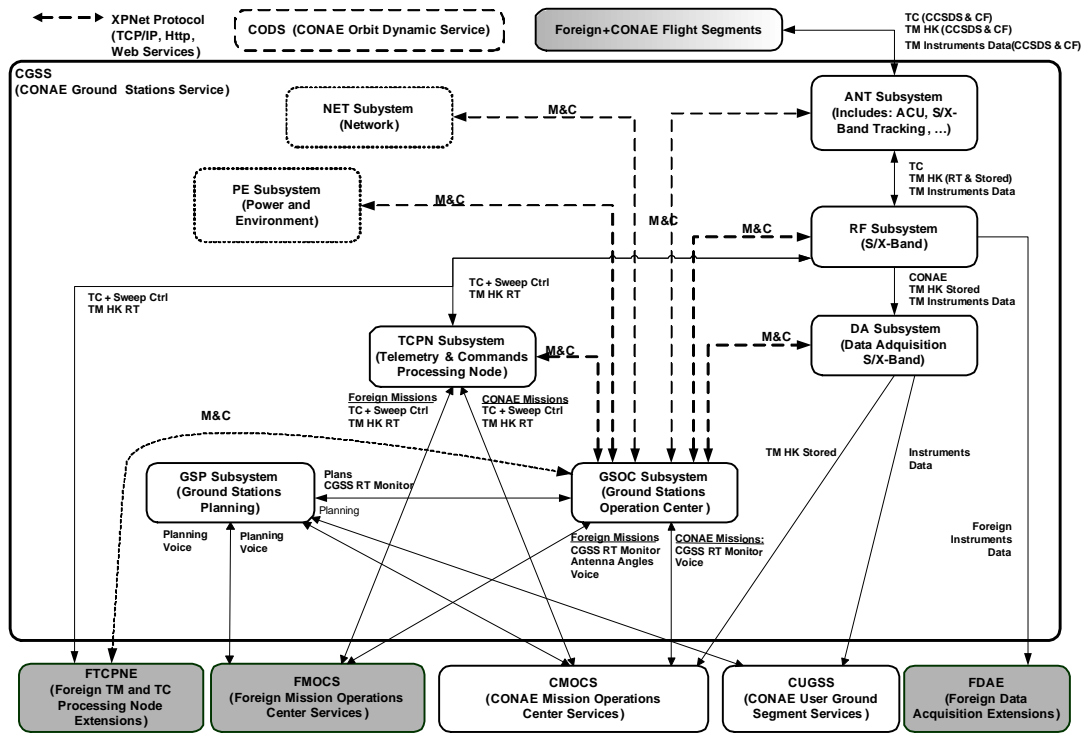 XPNet Protocol
(TCP/IP, Http,
Web Services)
CODS (CONAE Orbit Dynamic Service)
Foreign+CONAE Flight Segments
TC (CCSDS & CF)
TM HK (CCSDS & CF)
TM Instruments Data(CCSDS & CF)
CGSS
(CONAE Ground Stations Service)
NET Subystem
(Network)
M&C
ANT Subsystem
(Includes: ACU, S/X-
Band Tracking, ...)
PE Subsystem
(Power and
Environment)
M&C
M&C
TC
TM HK (RT & Stored)
TM Instruments Data
M&C
RF Subsystem
(S/X-Band)
TC + Sweep Ctrl
TM HK RT
TC + Sweep Ctrl
TM HK RT
CONAE
TM HK Stored
TM Instruments Data
TCPN Subsystem
(Telemetry & Commands
Processing Node)
M&C
M&C
DA Subsystem
(Data Adquisition
S/X-Band)
Foreign Missions
TC + Sweep Ctrl
TM HK RT
CONAE Missions
TC + Sweep Ctrl
TM HK RT
M&C
TM HK Stored
Instruments
Data
GSP Subsystem
(Ground Stations
Planning)
Plans
CGSS RT Monitor
Planning
GSOC Subsystem
(Ground Stations
Operation Center)
Planning
Voice
Planning
Voice
Foreign Missions
CGSS RT Monitor
Antenna Angles
Voice
CONAE Missions:
CGSS RT Monitor
Voice
Foreign
Instruments
Data
FTCPNE
(Foreign TM and TC
Processing Node
Extensions)
FMOCS
(Foreign Mission Operations
Center Services)
CMOCS
(CONAE Mission Operations
Center Services)
CUGSS
(CONAE User Ground
Segment Services)
FDAE
(Foreign Data
Acquisition Extensions)